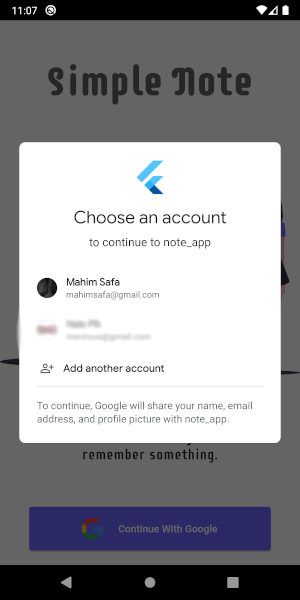 11:07
Simple Note
Choose an account
to continue to note_app
Mahim Safa
mahimsafa@gmail.com
Add another account
To continue, Google will share your name, email
address, and profile picture with note_app.
remember something.
Continue With Google